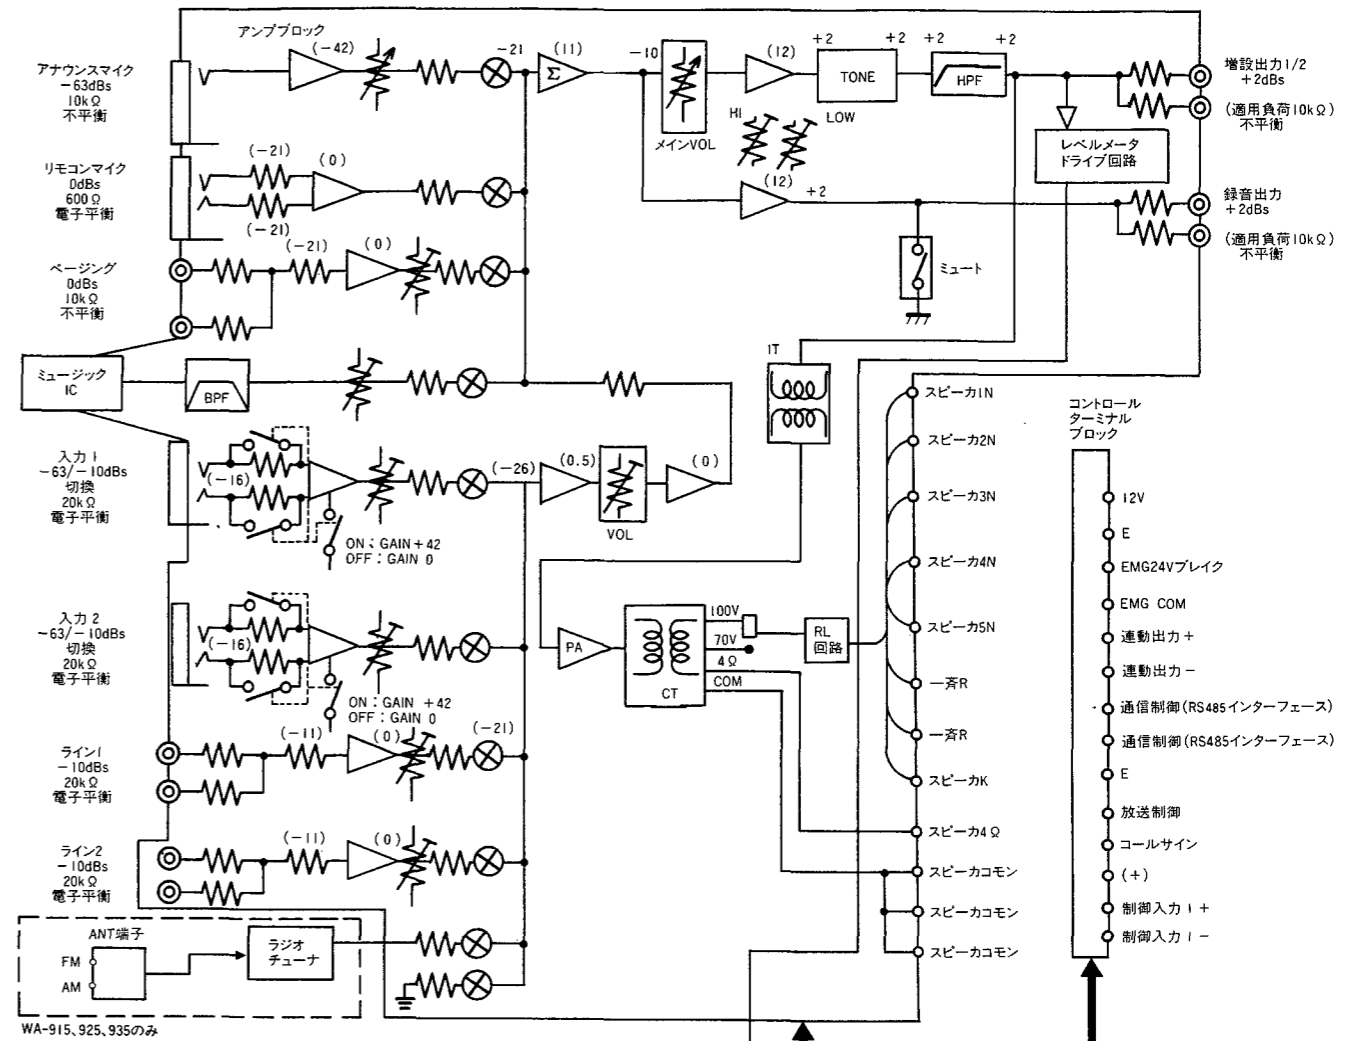 アンプブロック
アナウンスマイク
−63dBs
10kΩ
不平衡
(−42)
−21
(11)
−10
(12)
+2
+2
+2
+2
Σ
TONE
HPF
メインVOL
HI
LOW
増設出力1/2
+2dBs
(適用負荷10kΩ)
不平衡
レベルメータ
ドライブ回路
リモコンマイク
0dBs
600Ω
電子平衡
(−21)
(0)
(−21)
(12)
+2
録音出力
+2dBs
(適用負荷10kΩ)
不平衡
ミュート
ページング
0dBs
10kΩ
不平衡
(−21)
(0)
ミュージック
IC
BPF
IT
入力1
−63/−10dBs
切換
20kΩ
電子平衡
(−16)
ON:GAIN+42
OFF:GAIN 0
(−26)
(0.5)
(0)
VOL
入力2
−63/−10dBs
切換
20kΩ
電子平衡
(−16)
ON:GAIN +42
OFF:GAIN 0
PA
CT
100V
70V
4Ω
COM
RL
回路
ライン1
−10dBs
20kΩ
電子平衡
(−11)
(0)
(−21)
ライン2
−10dBs
20kΩ
電子平衡
(−11)
(0)
ANT端子
FM
AM
ラジオ
チューナ
WA-915、925、935のみ
スピーカ1N
スピーカ2N
スピーカ3N
スピーカ4N
スピーカ5N
一斉R
一斉R
スピーカK
スピーカ4Ω
スピーカコモン
スピーカコモン
スピーカコモン
コントロール
ターミナル
ブロック
12V
E
EMG24Vブレイク
EMG COM
連動出力+
連動出力−
通信制御(RS485インターフェース)
通信制御(RS485インターフェース)
E
放送制御
コールサイン
(+)
制御入力1+
制御入力1−